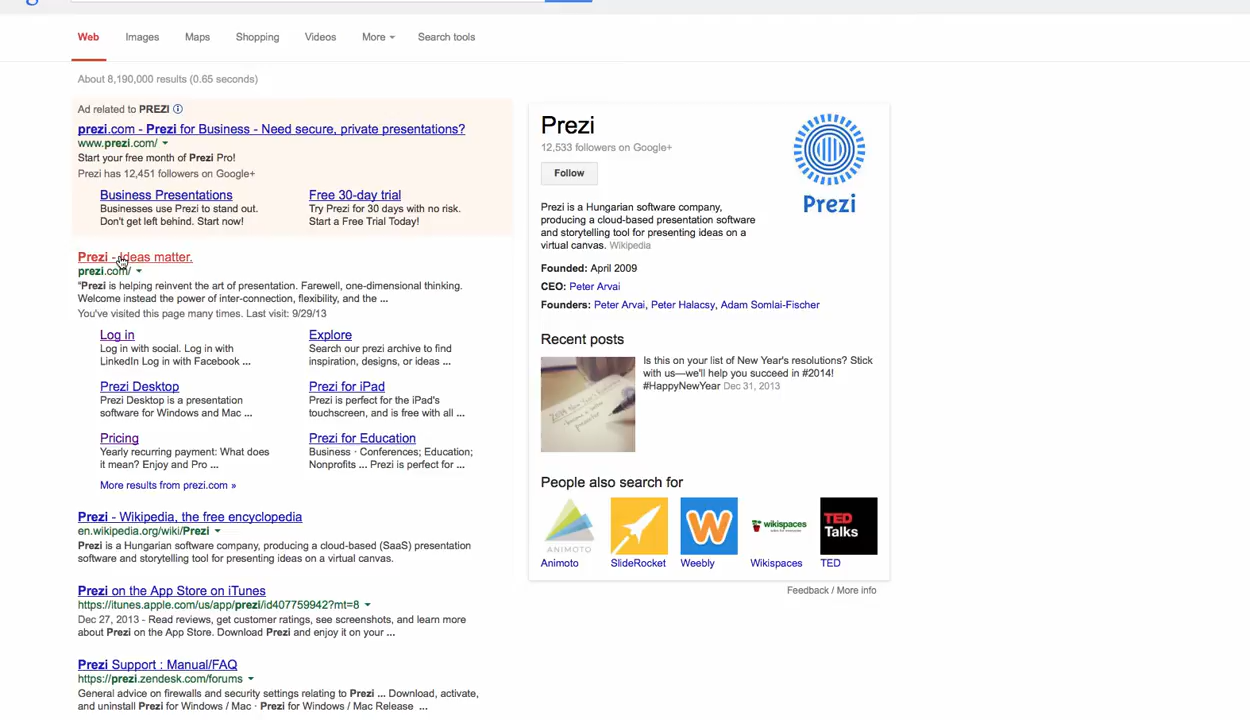 Web Images Maps Shopping Videos More Search tools
About 8,190,000 results (0.65 seconds)
Ad related to PREZI
prezi.com - Prezi for Business - Need secure, private presentations?
www.prezi.com/
Start your free month of Prezi Pro!
Prezi has 12,451 followers on Google+
Business Presentations
Businesses use Prezi to stand out.
Don't get left behind. Start now!
Free 30-day trial
Try Prezi for 30 days with no risk.
Start a Free Trial Today!
Prezi - Ideas matter.
prezi.com/
"Prezi is helping reinvent the art of presentation. Farewell, one-dimensional thinking.
Welcome instead the power of inter-connection, flexibility, and the ...
You've visited this page many times. Last visit: 9/29/13
Log in
Log in with social. Log in with
LinkedIn Log in with Facebook ...
Explore
Search our prezi archive to find
inspiration, designs, or ideas ...
Prezi Desktop
Prezi Desktop is a presentation
software for Windows and Mac ...
Prezi for iPad
Prezi is perfect for the iPad's
touchscreen, and is free with all ...
Pricing
Yearly recurring payment: What does
it mean? Enjoy and Pro ...
Prezi for Education
Business · Conferences; Education;
Nonprofits ... Prezi is perfect for ...
More results from prezi.com »
Prezi - Wikipedia, the free encyclopedia
en.wikipedia.org/wiki/Prezi
Prezi is a Hungarian software company, producing a cloud-based (SaaS) presentation
software and storytelling tool for presenting ideas on a virtual canvas.
Prezi on the App Store on iTunes
https://itunes.apple.com/us/app/prezi/id407759942?mt=8
Dec 27, 2013 - Read reviews, get customer ratings, see screenshots, and learn more
about Prezi on the App Store. Download Prezi and enjoy it on your ...
Prezi Support : Manual/FAQ
https://prezi.zendesk.com/forums
General advice on firewalls and security settings relating to Prezi ... Download, activate,
and uninstall Prezi for Windows / Mac · Prezi for Windows / Mac Release ...
Prezi
12,533 followers on Google+
Follow
Prezi
Prezi is a Hungarian software company,
producing a cloud-based presentation software
and storytelling tool for presenting ideas on a
virtual canvas. Wikipedia
Founded: April 2009
CEO: Peter Arvai
Founders: Peter Arvai, Peter Halacsy, Adam Somlai-Fischer
Recent posts
Is this on your list of New Year's resolutions? Stick
with us—we'll help you succeed in #2014!
#HappyNewYear Dec 31, 2013
People also search for
ANIMOTO
W
wikispaces
TED
Talks
Animoto SlideRocket Weebly Wikispaces TED
Feedback / More info